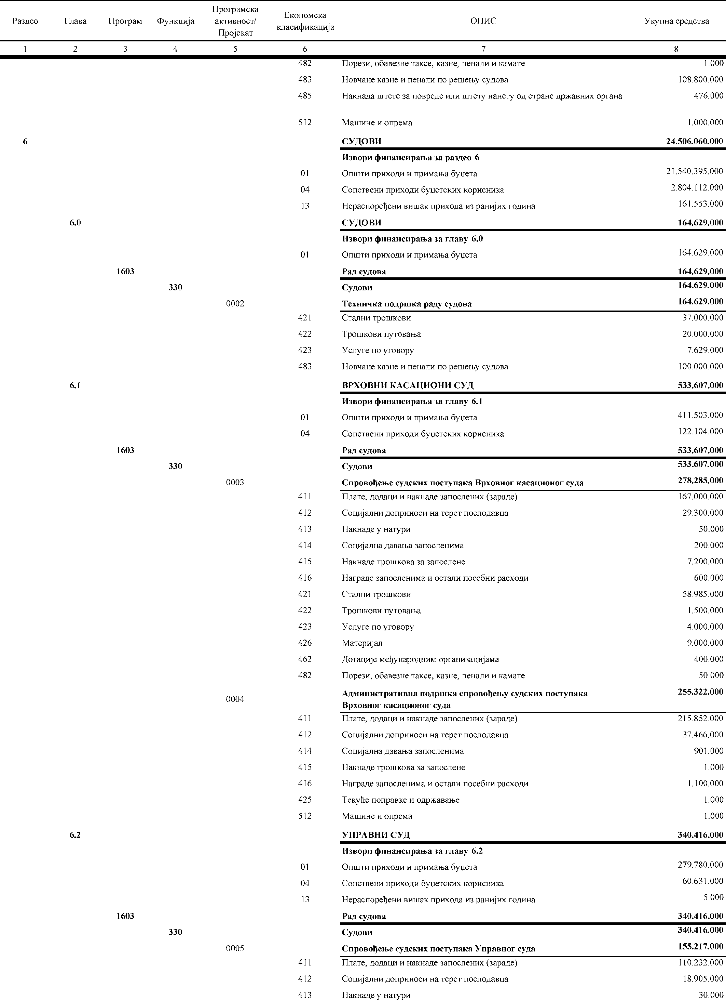 Раздео Глава Програм Функција Програмска активност/ Пројекат Економска класификација ОПИС Укупна средства
1 2 3 4 5 6 7 8
482 Порези, обавезне таксе, казне, пенали и камате 1.000
483 Новчане казне и пенали по решењу судова 108.800.000
485 Накнада штете за повреде или штету нанету од стране државних органа 476.000
512 Машине и опрема 1.000.000
6 СУДОВИ 24.506.060.000
Извори финансирања за раздео 6
01 Општи приходи и примања буџета 21.540.395.000
04 Сопствени приходи буџетских корисника 2.804.112.000
13 Нераспоређени вишак прихода из ранијих година 161.553.000
6.0 СУДОВИ 164.629.000
Извори финансирања за главу 6.0
01 Општи приходи и примања буџета 164.629.000
1603 Рад судова 164.629.000
330 Судови 164.629.000
0002 Техничка подршка раду судова 164.629.000
421 Стални трошкови 37.000.000
422 Трошкови путовања 20.000.000
423 Услуге по уговору 7.629.000
483 Новчане казне и пенали по решењу судова 100.000.000
6.1 ВРХОВНИ КАСАЦИОНИ СУД 533.607.000
Извори финансирања за главу 6.1
01 Општи приходи и примања буџета 411.503.000
04 Сопствени приходи буџетских корисника 122.104.000
1603 Рад судова 533.607.000
330 Судови 533.607.000
0003 Спровођење судских поступака Врховног касационог суда 278.285.000
411 Плате, додаци и накнаде запослених (зараде) 167.000.000
412 Социјални доприноси на терет послодавца 29.300.000
413 Накнаде у натури 50.000
414 Социјална давања запосленима 200.000
415 Накнаде трошкова за запослене 7.200.000
416 Награде запосленима и остали посебни расходи 600.000
421 Стални трошкови 58.985.000
422 Трошкови путовања 1.500.000
423 Услуге по уговору 4.000.000
426 Материјал 9.000.000
462 Дотације међународним организацијама 400.000
482 Порези, обавезне таксе, казне, пенали и камате 50.000
0004 Административна подршка спровођењу судских поступака 255.322.000
Врховног касационог суда
411 Плате, додаци и накнаде запослених (зараде) 215.852.000
412 Социјални доприноси на терет послодавца 37.466.000
414 Социјална давања запосленима 901.000
415 Накнаде трошкова за запослене 1.000
416 Награде запосленима и остали посебни расходи 1.100.000
425 Текуће поправке и одржавање 1.000
512 Машине и опрема 1.000
6.2 УПРАВНИ СУД 340.416.000
Извори финансирања за главу 6.2
01 Општи приходи и примања буџета 279.780.000
04 Сопствени приходи буџетских корисника 60.631.000
13 Нераспоређени вишак прихода из ранијих година 5.000
1603 Рад судова 340.416.000
330 Судови 340.416.000
0005 Спровођење судских поступака Управног суда 155.217.000
411 Плате, додаци и накнаде запослених (зараде) 110.232.000
412 Социјални доприноси на терет послодавца 18.905.000
413 Накнаде у натури 30.000